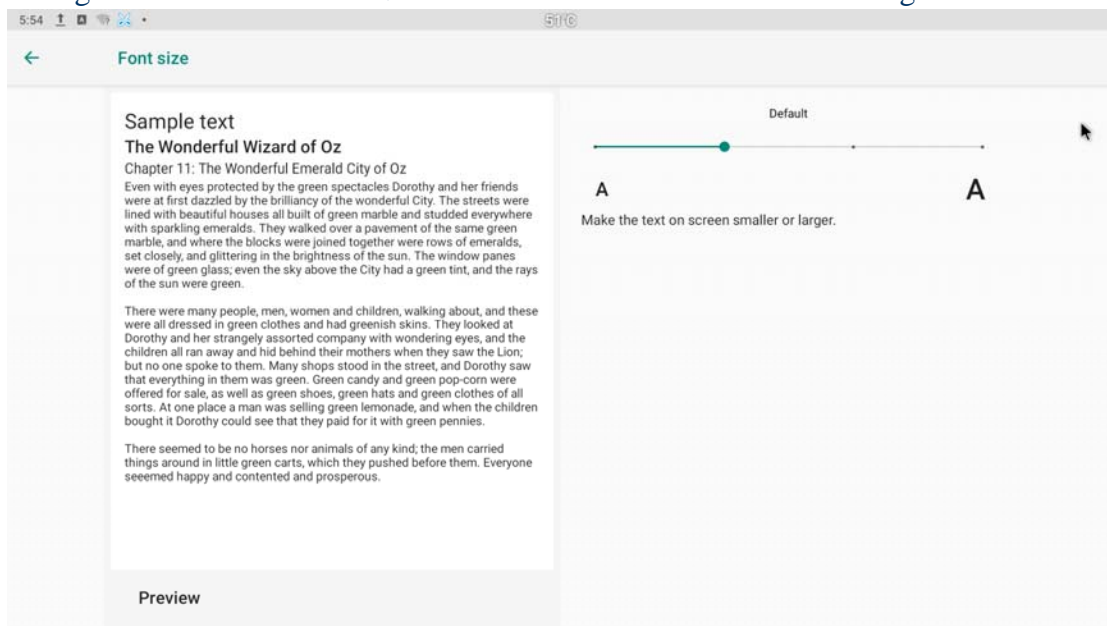 5:54
51°C
Font size
Sample text
The Wonderful Wizard of Oz
Chapter 11: The Wonderful Emerald City of Oz
Even with eyes protected by the green spectacles Dorothy and her friends
were at first dazzled by the brilliancy of the wonderful City. The streets were
lined with beautiful houses all built of green marble and studded everywhere
with sparkling emeralds. They walked over a pavement of the same green
marble, and where the blocks were joined together were rows of emeralds,
set closely, and glittering in the brightness of the sun. The window panes
were of green glass; even the sky above the City had a green tint, and the rays
of the sun were green.
There were many people, men, women and children, walking about, and these
were all dressed in green clothes and had greenish skins. They looked at
Dorothy and her strangely assorted company with wondering eyes, and the
children all ran away and hid behind their mothers when they saw the Lion;
but no one spoke to them. Many shops stood in the street, and Dorothy saw
that everything in them was green. Green candy and green pop-corn were
offered for sale, as well as green shoes, green hats and green clothes of all
sorts. At one place a man was selling green lemonade, and when the children
bought it Dorothy could see that they paid for it with green pennies.
There seemed to be no horses nor animals of any kind; the men carried
things around in little green carts, which they pushed before them. Everyone
seeemed happy and contented and prosperous.
Preview
Default
A
A
Make the text on screen smaller or larger.